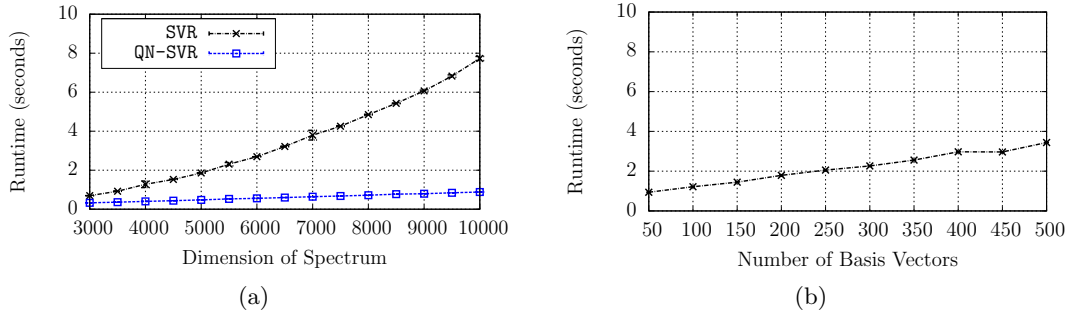 Runtime (seconds)
10
8
6
4
2
0
SVR
QN-SVR
3000 4000 5000 6000 7000 8000 9000 10000
Dimension of Spectrum
(a)
Runtime (seconds)
10
8
6
4
2
0
50 100 150 200 250 300 350 400 450 500
Number of Basis Vectors
(b)